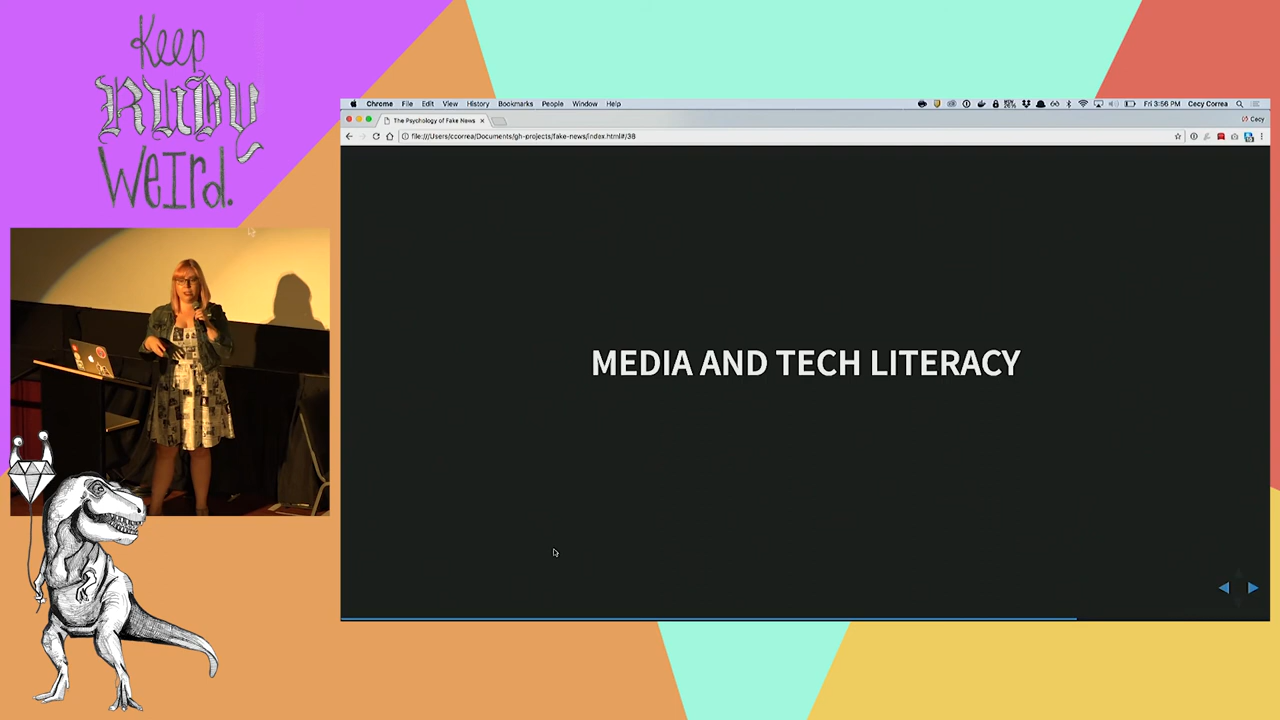 Keep
RUBY
WeIrd.
Chrome File Edit View History Bookmarks People Window Help
Fri 3:56 PM Cecy Correa
The Psychology of Fake News
Cecy
file:///Users/ccorrea/Documents/gh-projects/fake-news/index.html#/38
MEDIA AND TECH LITERACY